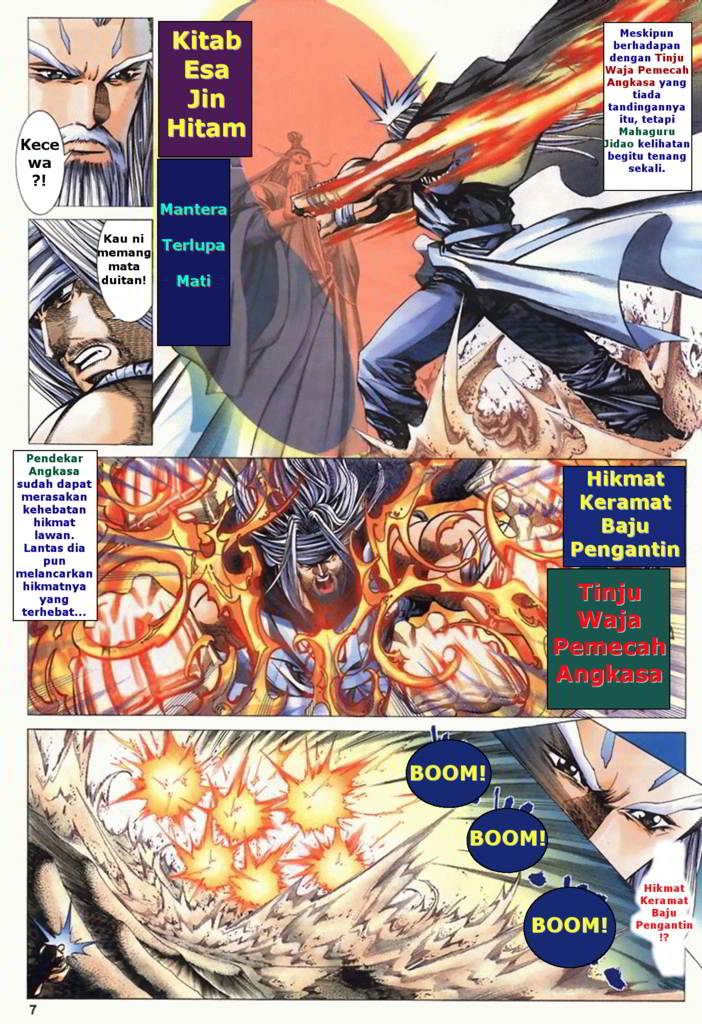 Kece
wa
?!
Kitab
Esa
Jin
Hitam
Mantera
Terlupa
Mati
Meskipun
berhadapan
dengan Tinju
Waja Pemecah
Angkasa yang
tiada
tandingannya
itu, tetapi
Mahaguru
Jidao kelihatan
begitu tenang
sekali.
Kau ni
memang
mata
duitan!
Pendekar
Angkasa
sudah dapat
merasakan
kehebatan
hikmat
lawan.
Lantas dia
pun
melancarkan
hikmatnya
yang
terhebat...
Hikmat
Keramat
Baju
Pengantin
Tinju
Waja
Pemecah
Angkasa
BOOM!
BOOM!
BOOM!
Hikmat
Keramat
Baju
Pengantin
!?
7